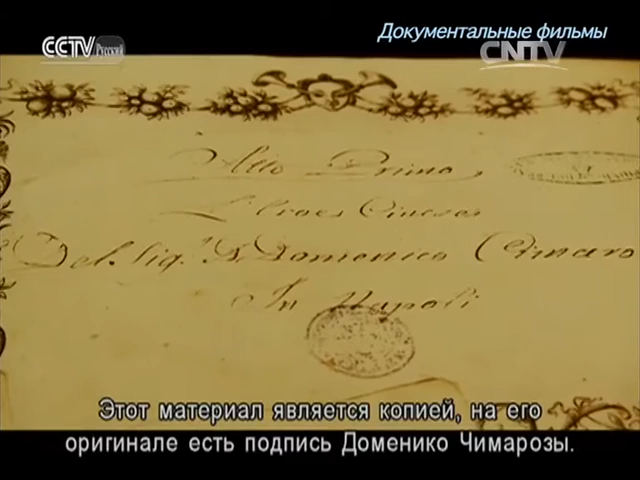 Документальные фильмы
CCTV Русский
CNTV
Atto Primo
L'Eroe Cinese
Del Sig.r D. Domenico Cimaro
In Napoli
Этот материал является копией, на его
оригинале есть подпись Доменико Чимарозы.